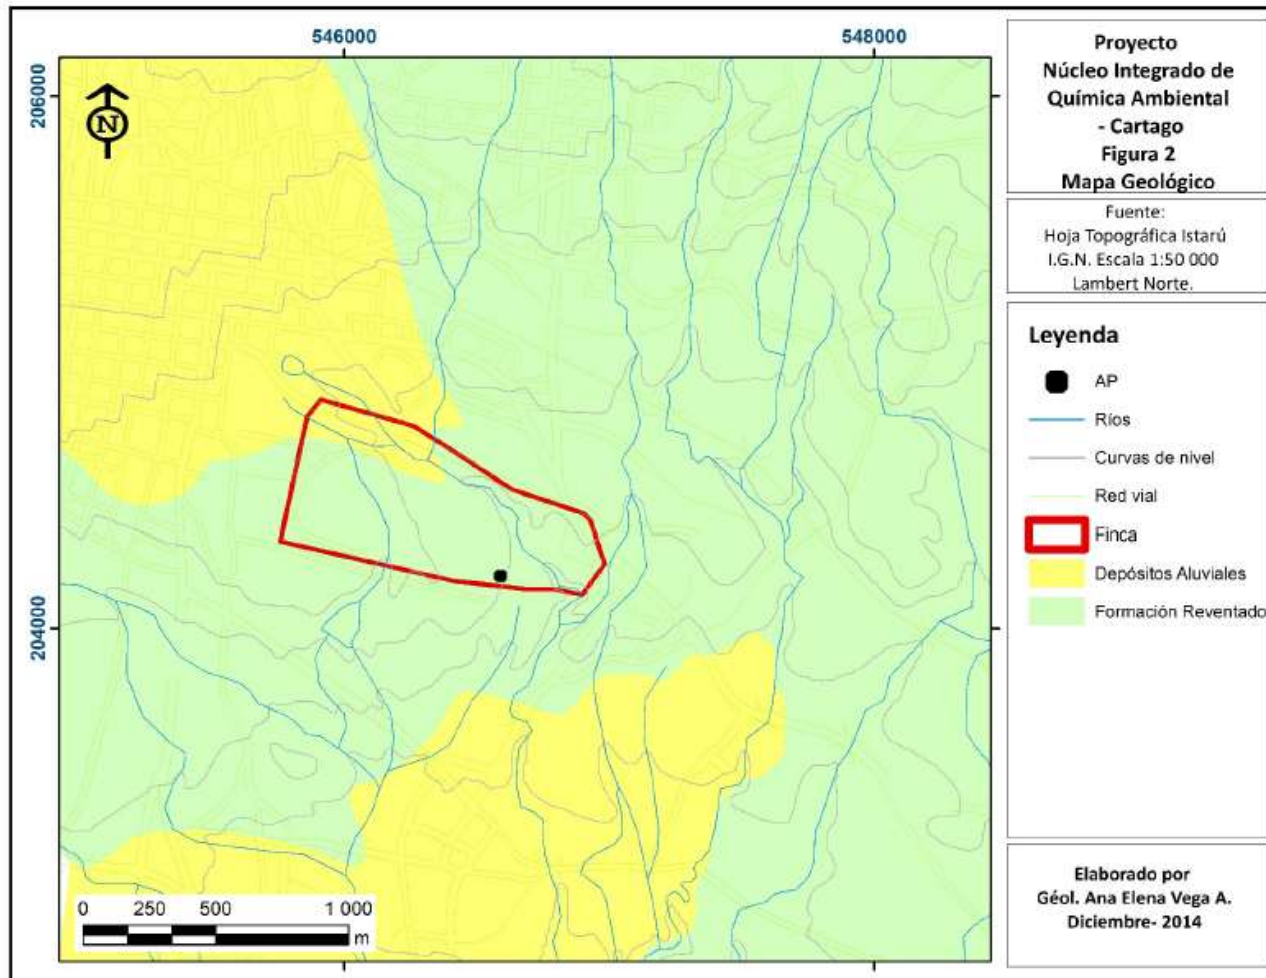 546000
548000
206000
204000
N
0 250 500 1 000
m
Proyecto
Núcleo Integrado de
Química Ambiental
- Cartago
Figura 2
Mapa Geológico
Fuente:
Hoja Topográfica Istarú
I.G.N. Escala 1:50 000
Lambert Norte.
Leyenda
AP
Ríos
Curvas de nivel
Red vial
Finca
Depósitos Aluviales
Formación Reventado
Elaborado por
Géol. Ana Elena Vega A.
Diciembre- 2014